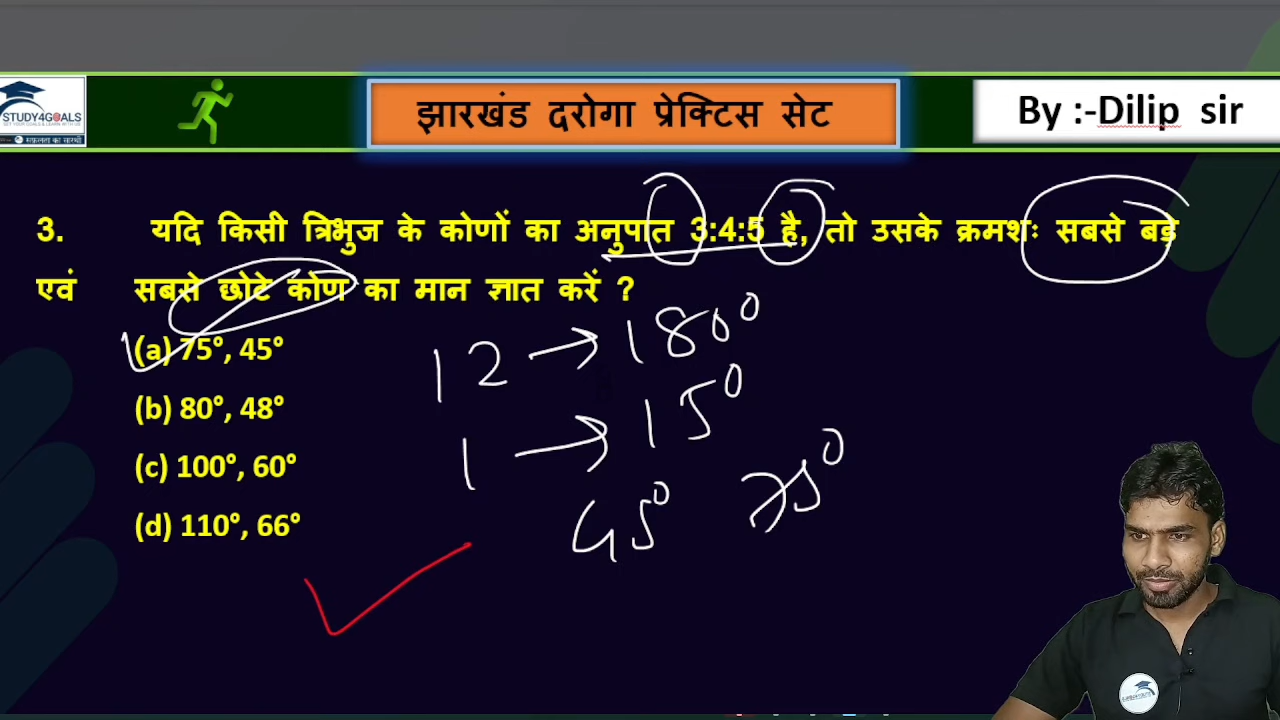 STUDY4GOALS
झारखंड दरोगा प्रेक्टिस सेट
By :-Dilip sir
3. यदि किसी त्रिभुज के कोणों का अनुपात 3:4:5 है, तो उसके क्रमशः सबसे बड़े
एवं सबसे छोटे कोण का मान ज्ञात करें ?
(a) 75°, 45°
(b) 80°, 48°
(c) 100°, 60°
(d) 110°, 66°
12 → 180°
1 → 15°
45° 75°